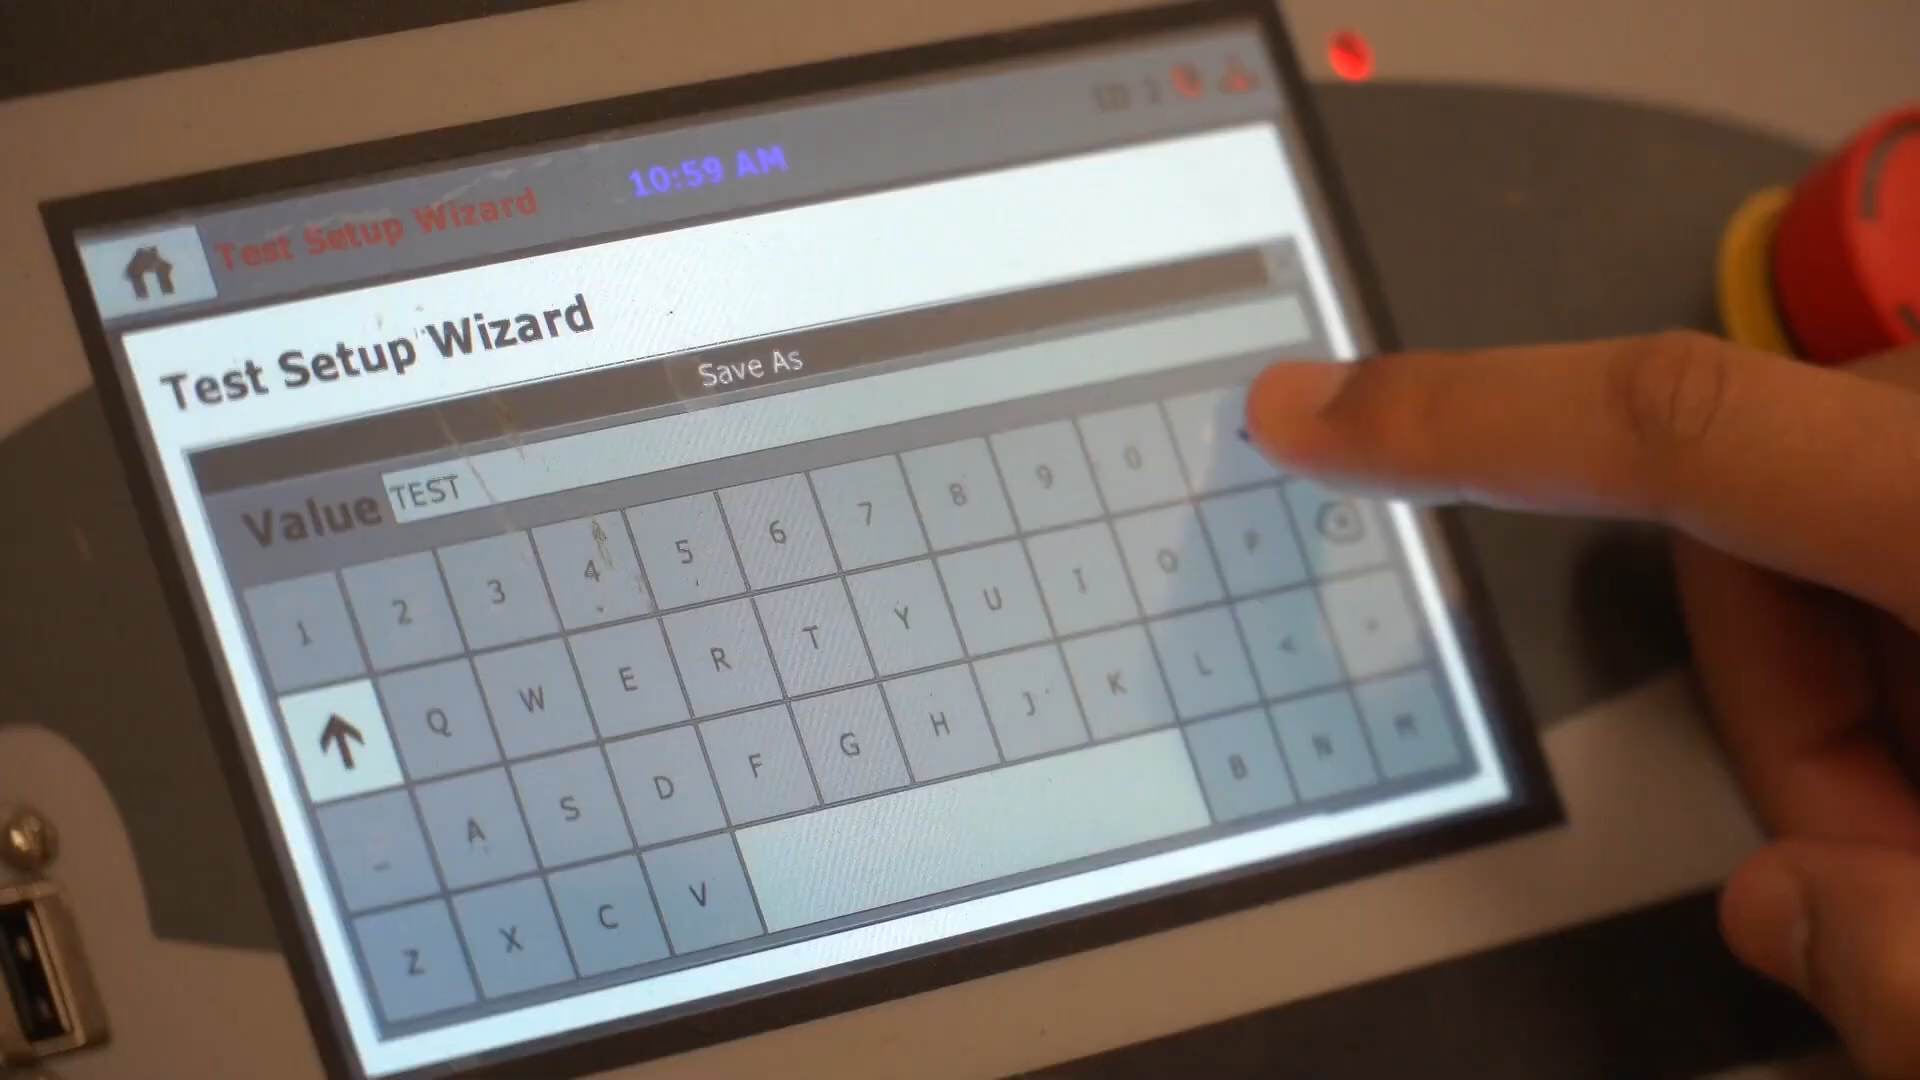 Test Setup Wizard 10:59 AM
Test Setup Wizard
Save As
Value TEST
1 2 3 4 5 6 7 8 9 0
Q W E R T Y U I O P
_ A S D F G H J K L <
Z X C V B N M